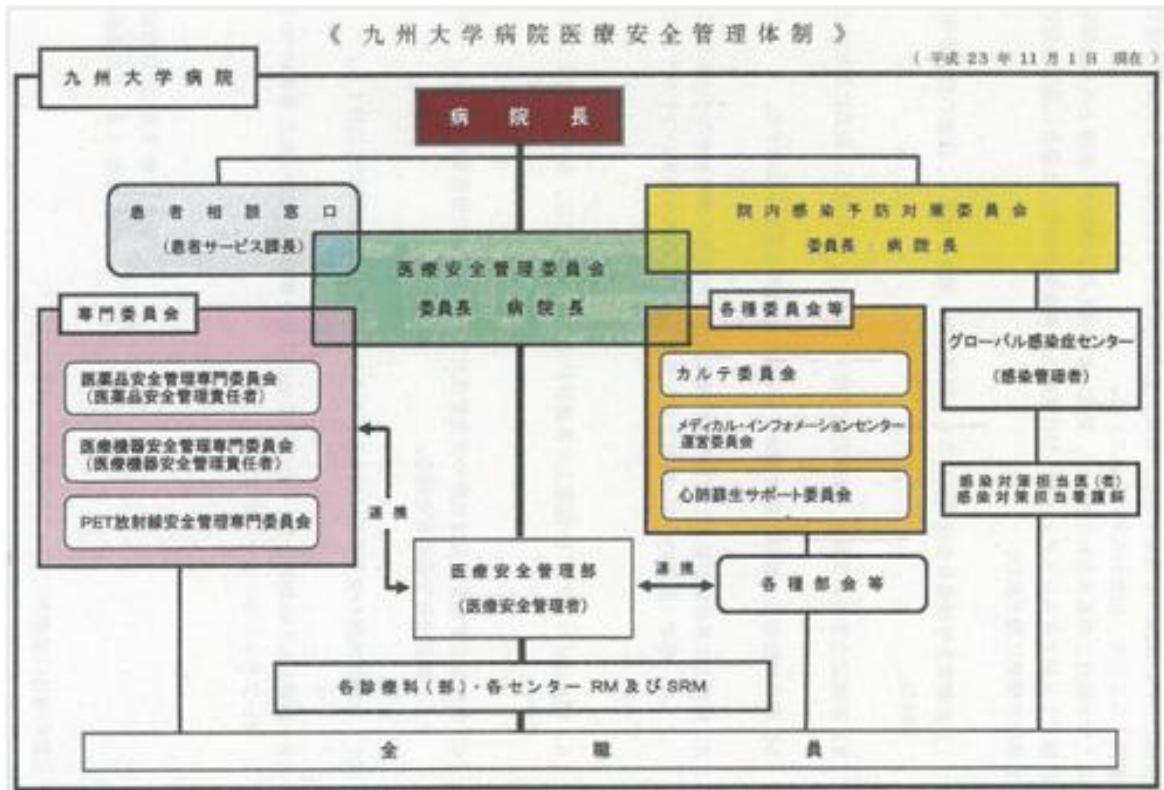 《 九州大学病院医療安全管理体制 》
( 平成 23 年 11 月 1 日 現在 )
九 州 大 学 病 院
病 院 長
患 者 相 談 窓 口
(患者サービス課長)
院 内 感 染 予 防 対 策 委 員 会
委 員 長 : 病 院 長
医 療 安 全 管 理 委 員 会
委員長 : 病 院 長
専 門 委 員 会
医薬品安全管理専門委員会
(医薬品安全管理責任者)
医療機器安全管理専門委員会
(医療機器安全管理責任者)
PET放射線安全管理専門委員会
各 種 委 員 会 等
カ ル テ 委 員 会
メディカル・インフォメーションセンター
運営委員会
心肺蘇生サポート委員会
グローバル感染症センター
(感染管理者)
感 染 対 策 担 当 医 (者)
感 染 対 策 担 当 看 護 師
連 携
医 療 安 全 管 理 部
(医療安全管理者)
連 携
各 種 部 会 等
各 診 療 科 ( 部 ) ・ 各 センター RM 及 び SRM
全 職 員